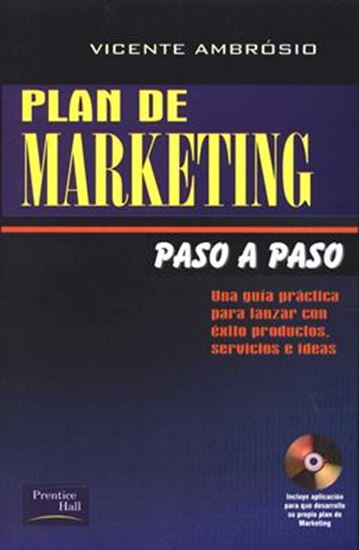 VICENTE AMBRÓSIO
PLAN DE
MARKETING
PASO A PASO
Una guía práctica
para lanzar con
éxito productos,
servicios e ideas
Incluye aplicación
para que desarrolle
su propio plan de
Marketing
Prentice
Hall